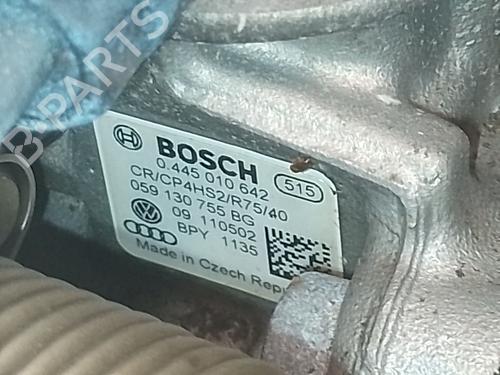 B-PARTS
BOSCH
0 445 010 642
515
CR/CP4HS2/R75/40
059 130 755 BG
09 110502
BPY 1135
Made in Czech Repu